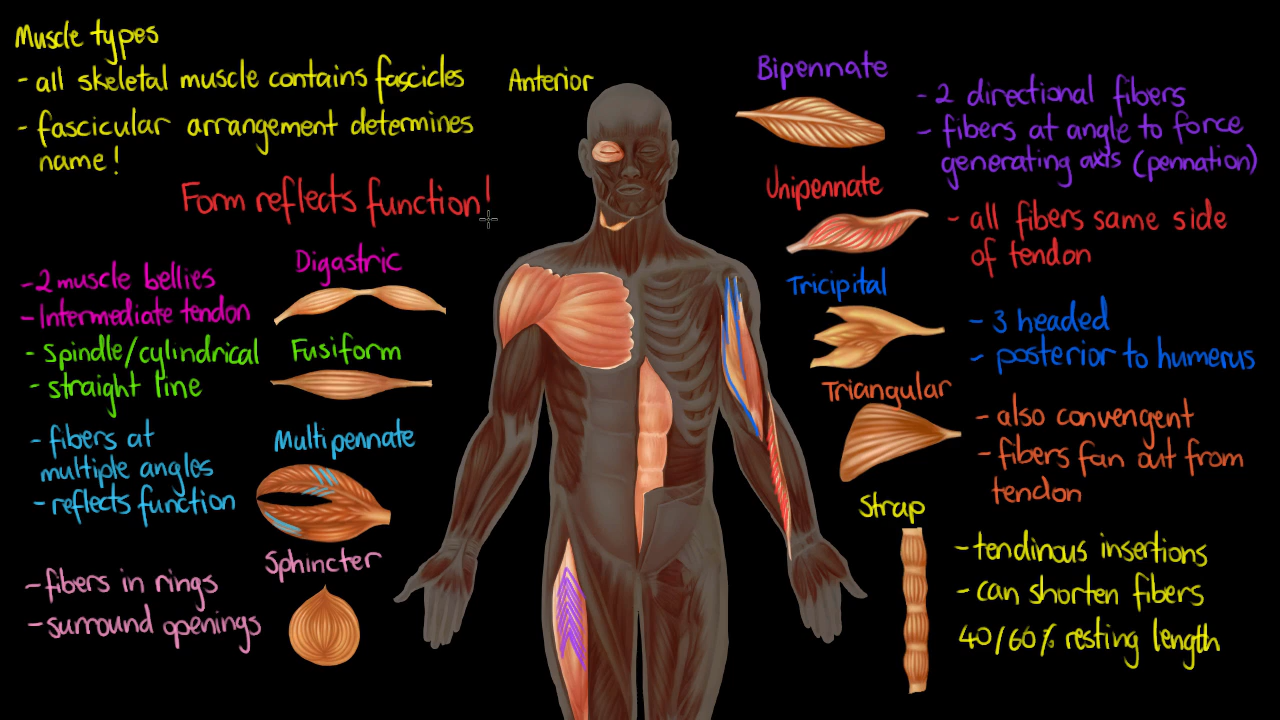 Muscle types
- all skeletal muscle contains fascicles
- fascicular arrangement determines
name!
Form reflects function!
Anterior
Digastric
- 2 muscle bellies
- Intermediate tendon
Fusiform
- spindle/cylindrical
- straight line
Multipennate
- fibers at
multiple angles
- reflects function
Sphincter
- fibers in rings
- surround openings
Bipennate
- 2 directional fibers
- fibers at angle to force
generating axis (pennation)
Unipennate
- all fibers same side
of tendon
Tricipital
- 3 headed
- posterior to humerus
Triangular
- also convengent
- fibers fan out from
tendon
Strap
- tendinous insertions
- can shorten fibers
40/60% resting length